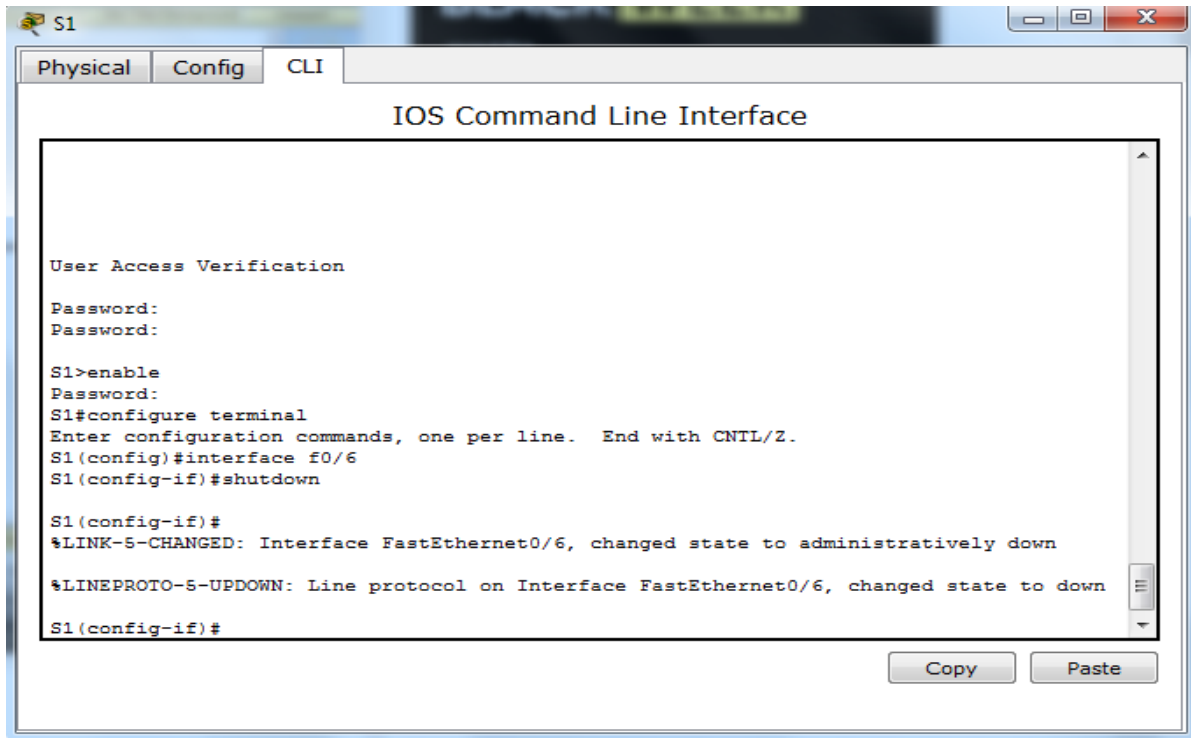 S1
Physical Config CLI
IOS Command Line Interface
User Access Verification
Password:
Password:
S1>enable
Password:
S1#configure terminal
Enter configuration commands, one per line.  End with CNTL/Z.
S1(config)#interface f0/6
S1(config-if)#shutdown
S1(config-if)#
%LINK-5-CHANGED: Interface FastEthernet0/6, changed state to administratively down
%LINEPROTO-5-UPDOWN: Line protocol on Interface FastEthernet0/6, changed state to down
S1(config-if)#
Copy Paste